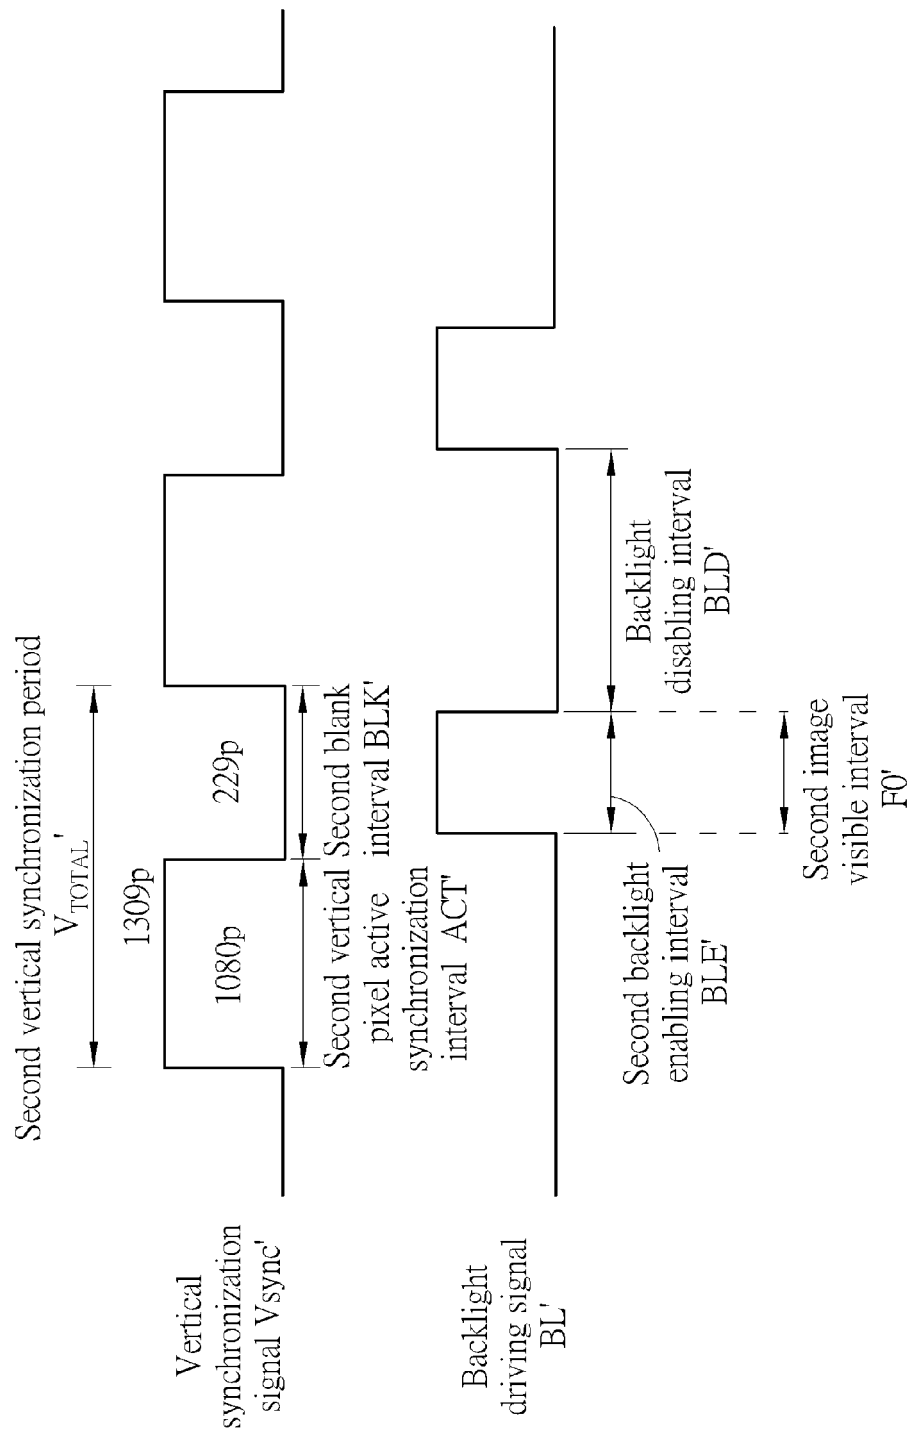 Second vertical synchronization period
VTOTAL'
1309p
1080p
229p
Second vertical
pixel active
synchronization
interval ACT'
Second blank
interval BLK'
Vertical
synchronization
signal Vsync'
Backlight
driving signal
BL'
Second backlight
enabling interval
BLE'
Backlight
disabling interval
BLD'
Second image
visible interval
F0'